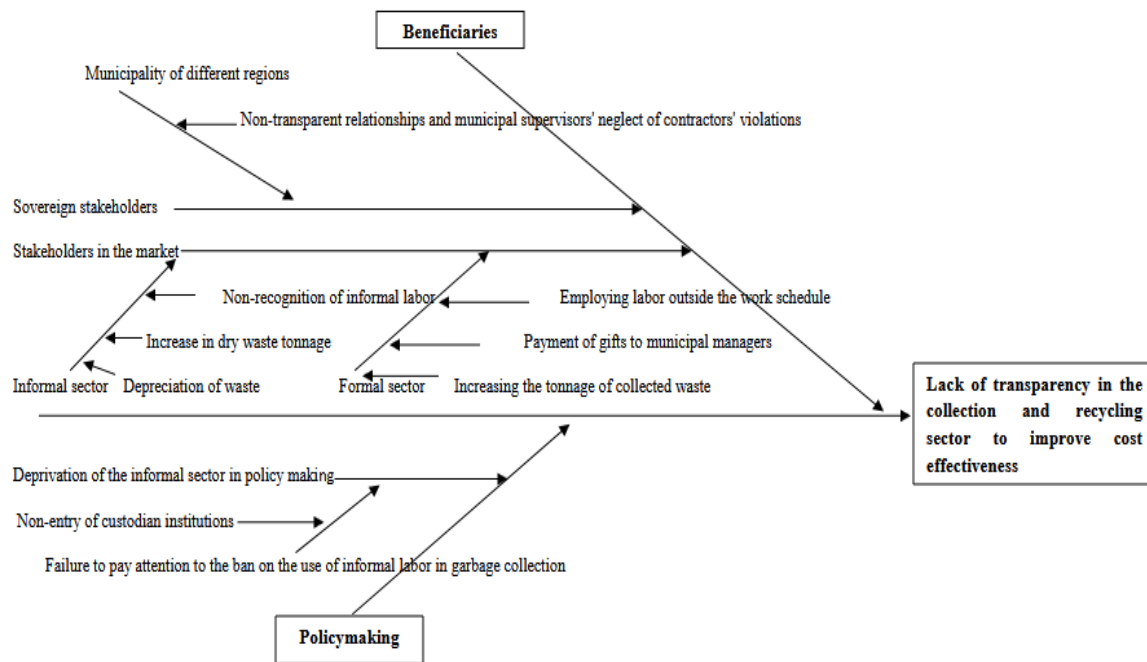 Beneficiaries
Municipality of different regions
Non-transparent relationships and municipal supervisors' neglect of contractors' violations
Sovereign stakeholders
Stakeholders in the market
Non-recognition of informal labor
Employing labor outside the work schedule
Increase in dry waste tonnage
Payment of gifts to municipal managers
Informal sector
Depreciation of waste
Formal sector
Increasing the tonnage of collected waste
Lack of transparency in the
collection and recycling
sector to improve cost
effectiveness
Deprivation of the informal sector in policy making
Non-entry of custodian institutions
Failure to pay attention to the ban on the use of informal labor in garbage collection
Policymaking